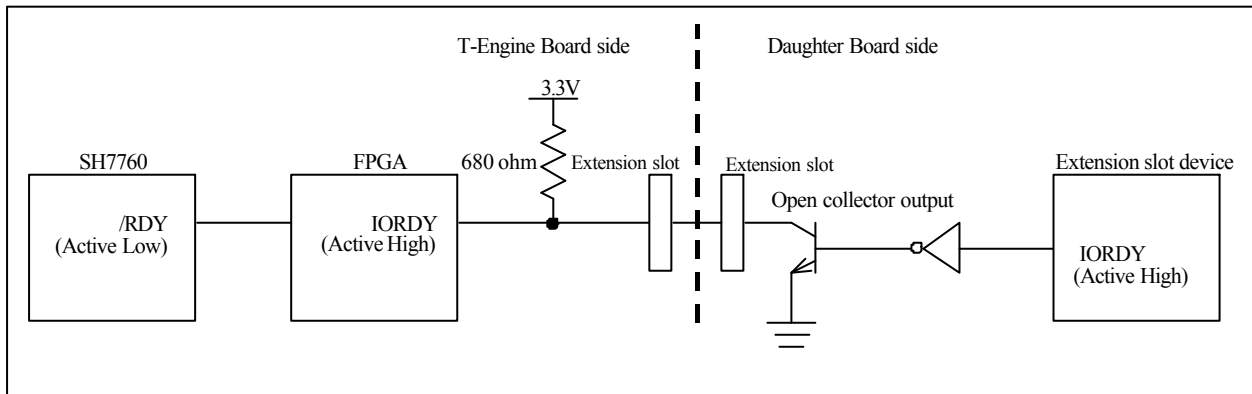 T-Engine Board side
Daughter Board side
3.3V
SH7760
FPGA
680 ohm
Extension slot
Extension slot
Extension slot device
Open collector output
/RDY
(Active Low)
IORDY
(Active High)
IORDY
(Active High)